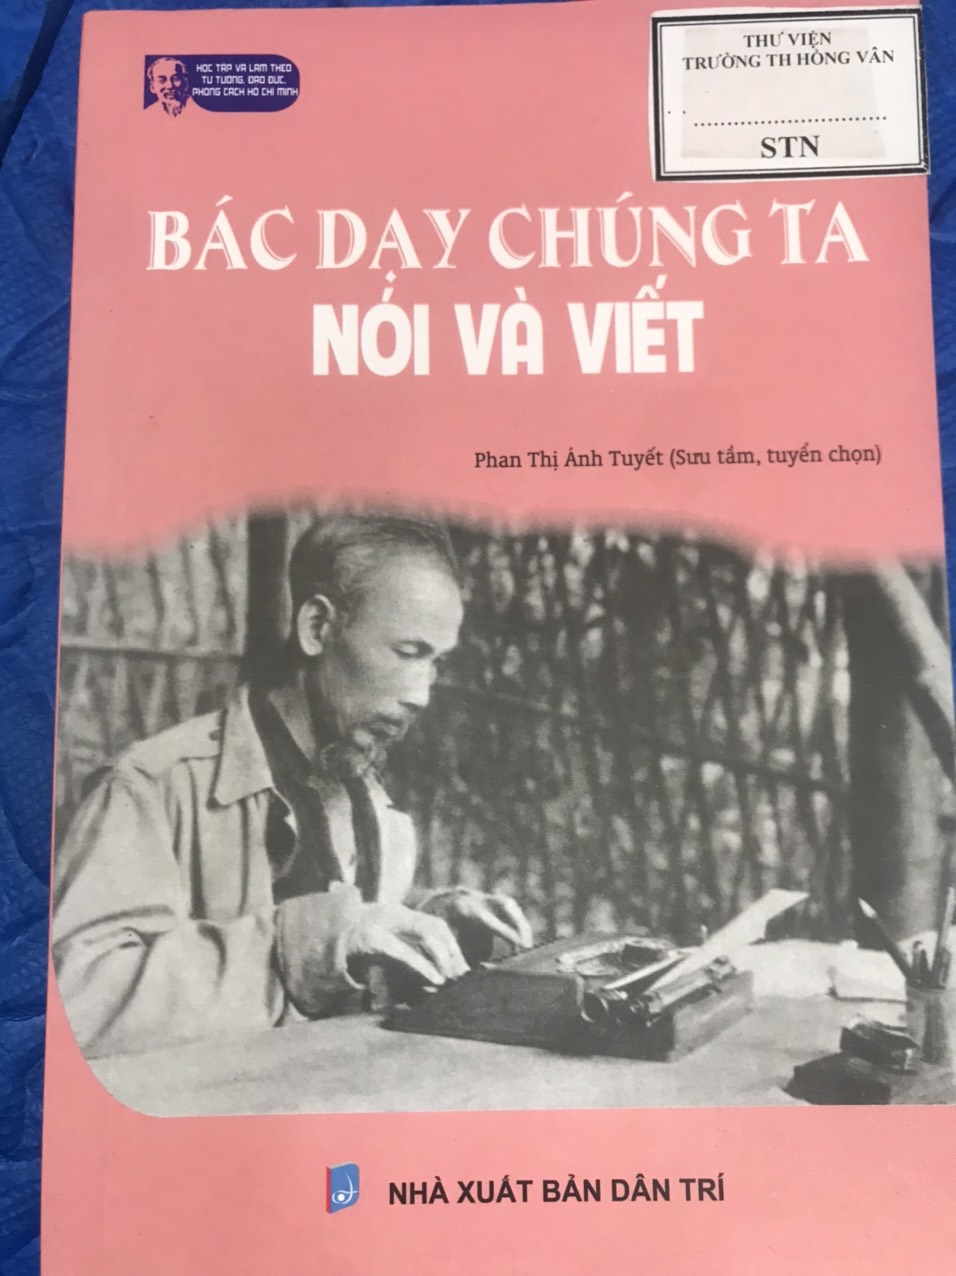 HỌC TẬP VÀ LÀM THEO
TƯ TƯỞNG, ĐẠO ĐỨC,
PHONG CÁCH HỒ CHÍ MINH
THƯ VIỆN
TRƯỜNG TH HỒNG VÂN
STN
BÁC DẠY CHÚNG TA
NÓI VÀ VIẾT
Phan Thị Ánh Tuyết (Sưu tầm, tuyển chọn)
NHÀ XUẤT BẢN DÂN TRÍ